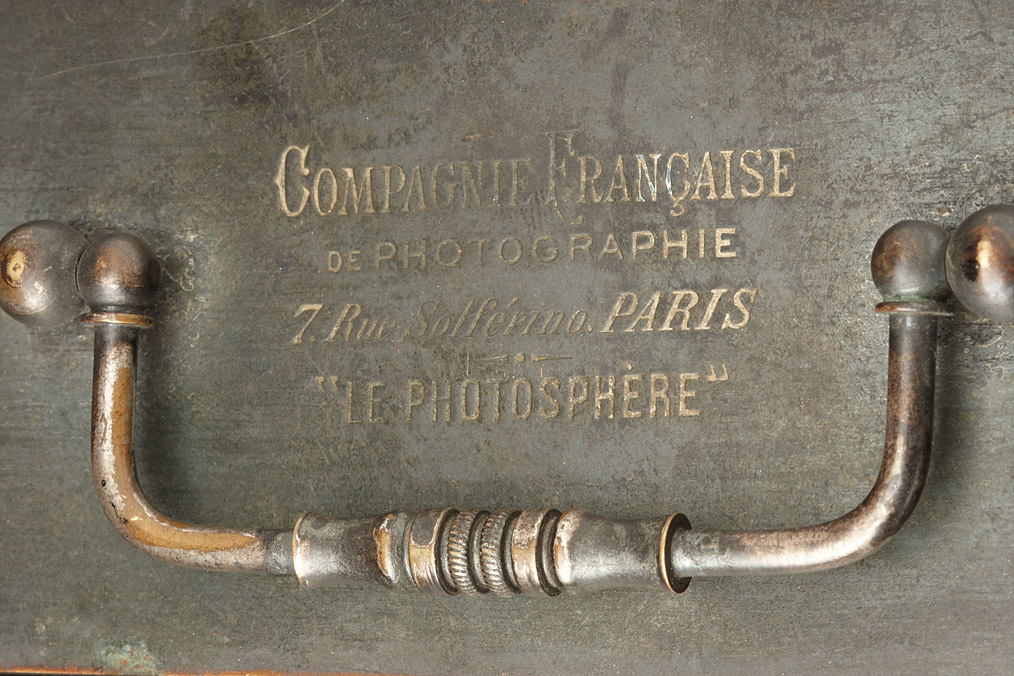 COMPAGNIE FRANÇAISE
DE PHOTOGRAPHIE
7. Rue Solférino. PARIS
"LE PHOTOSPHÈRE"